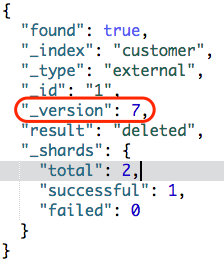 {
"found": true,
"_index": "customer",
"_type": "external",
"_id": "1",
"_version": 7,
"result": "deleted",
"_shards": {
"total": 2,
"successful": 1,
"failed": 0
}
}